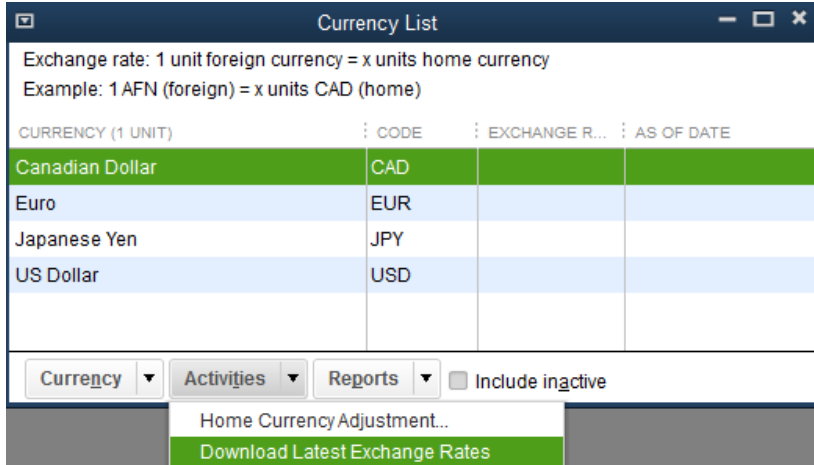 Currency List
Exchange rate: 1 unit foreign currency = x units home currency
Example: 1 AFN (foreign) = x units CAD (home)
CURRENCY (1 UNIT) CODE EXCHANGE R... AS OF DATE
Canadian Dollar CAD
Euro EUR
Japanese Yen JPY
US Dollar USD
Currency Activities Reports Include inactive
Home Currency Adjustment...
Download Latest Exchange Rates